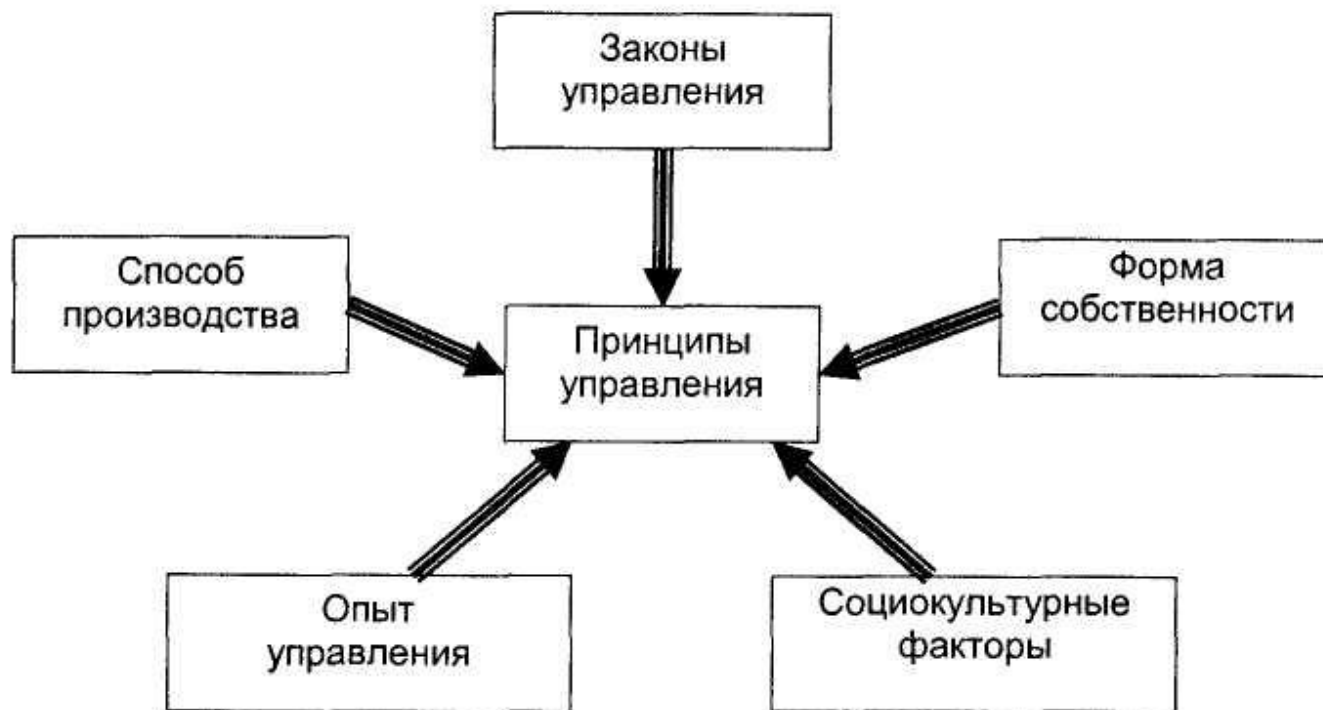 Законы
управления
Способ
производства
Форма
собственности
Принципы
управления
Опыт
управления
Социокультурные
факторы